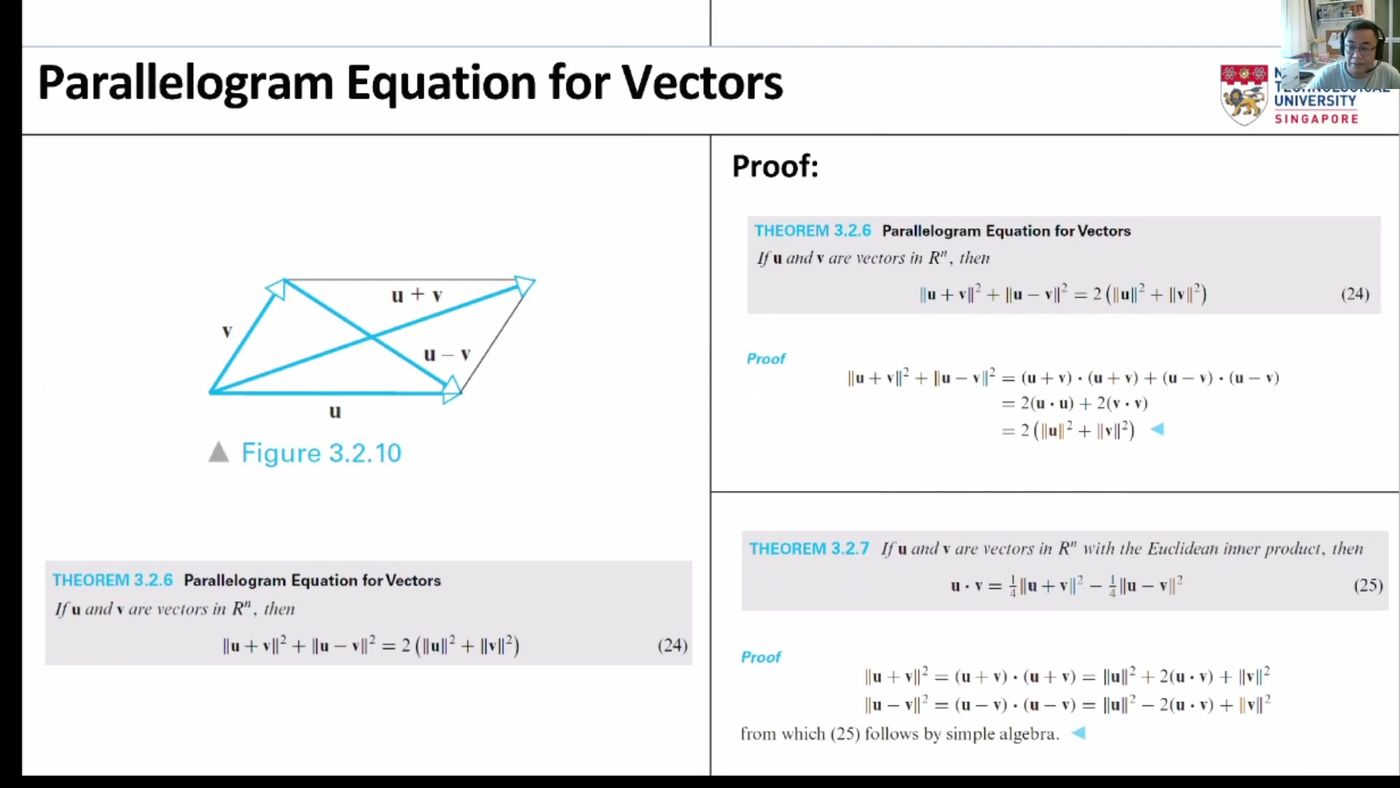 Parallelogram Equation for Vectors
UNIVERSITY
SINGAPORE
u + v
v
u − v
u
▲ Figure 3.2.10
THEOREM 3.2.6 Parallelogram Equation for Vectors
If u and v are vectors in Rⁿ, then
‖u + v‖² + ‖u − v‖² = 2 (‖u‖² + ‖v‖²) (24)
Proof:
THEOREM 3.2.6 Parallelogram Equation for Vectors
If u and v are vectors in Rⁿ, then
‖u + v‖² + ‖u − v‖² = 2 (‖u‖² + ‖v‖²) (24)
Proof
‖u + v‖² + ‖u − v‖² = (u + v) · (u + v) + (u − v) · (u − v)
= 2(u · u) + 2(v · v)
= 2 (‖u‖² + ‖v‖²) ◀
THEOREM 3.2.7 If u and v are vectors in Rⁿ with the Euclidean inner product, then
u · v = ¼‖u + v‖² − ¼‖u − v‖² (25)
Proof
‖u + v‖² = (u + v) · (u + v) = ‖u‖² + 2(u · v) + ‖v‖²
‖u − v‖² = (u − v) · (u − v) = ‖u‖² − 2(u · v) + ‖v‖²
from which (25) follows by simple algebra. ◀